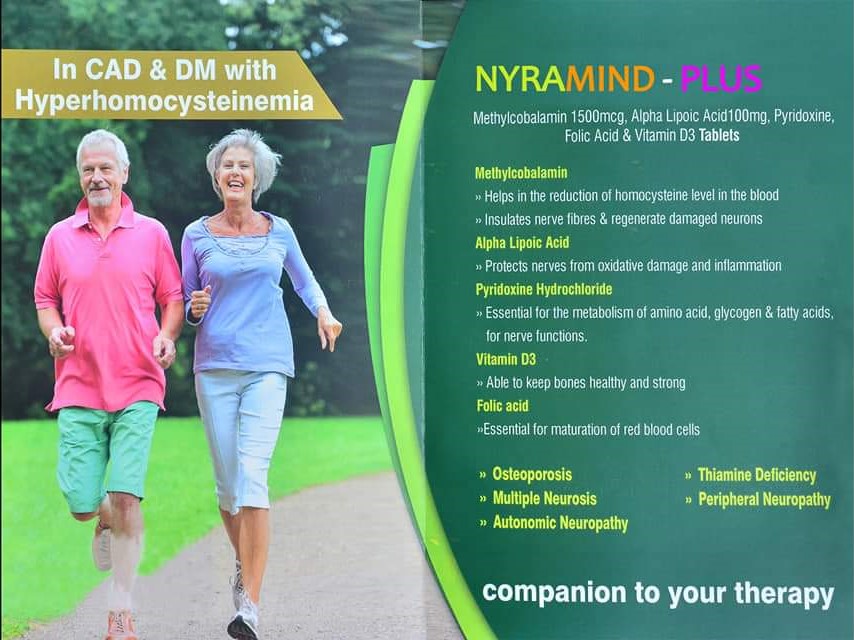 In CAD & DM with
Hyperhomocysteinemia
NYRAMIND - PLUS
Methylcobalamin 1500mcg, Alpha Lipoic Acid100mg, Pyridoxine,
Folic Acid & Vitamin D3 Tablets
Methylcobalamin
» Helps in the reduction of homocysteine level in the blood
» Insulates nerve fibres & regenerate damaged neurons
Alpha Lipoic Acid
» Protects nerves from oxidative damage and inflammation
Pyridoxine Hydrochloride
» Essential for the metabolism of amino acid, glycogen & fatty acids,
for nerve functions.
Vitamin D3
» Able to keep bones healthy and strong
Folic acid
»Essential for maturation of red blood cells
» Osteoporosis
» Thiamine Deficiency
» Multiple Neurosis
» Peripheral Neuropathy
» Autonomic Neuropathy
companion to your therapy